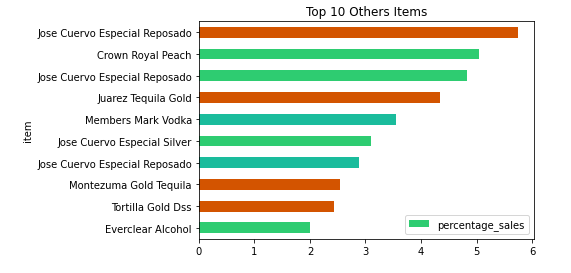 Top 10 Others Items
Jose Cuervo Especial Reposado
Crown Royal Peach
Jose Cuervo Especial Reposado
Juarez Tequila Gold
Members Mark Vodka
Jose Cuervo Especial Silver
Jose Cuervo Especial Reposado
Montezuma Gold Tequila
Tortilla Gold Dss
Everclear Alcohol
item
percentage_sales
0 1 2 3 4 5 6